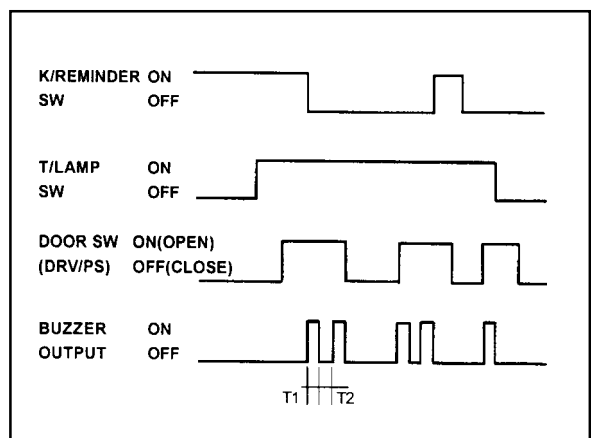 K/REMINDER ON
SW OFF
T/LAMP ON
SW OFF
DOOR SW ON(OPEN)
(DRV/PS) OFF(CLOSE)
BUZZER ON
OUTPUT OFF
T1 T2